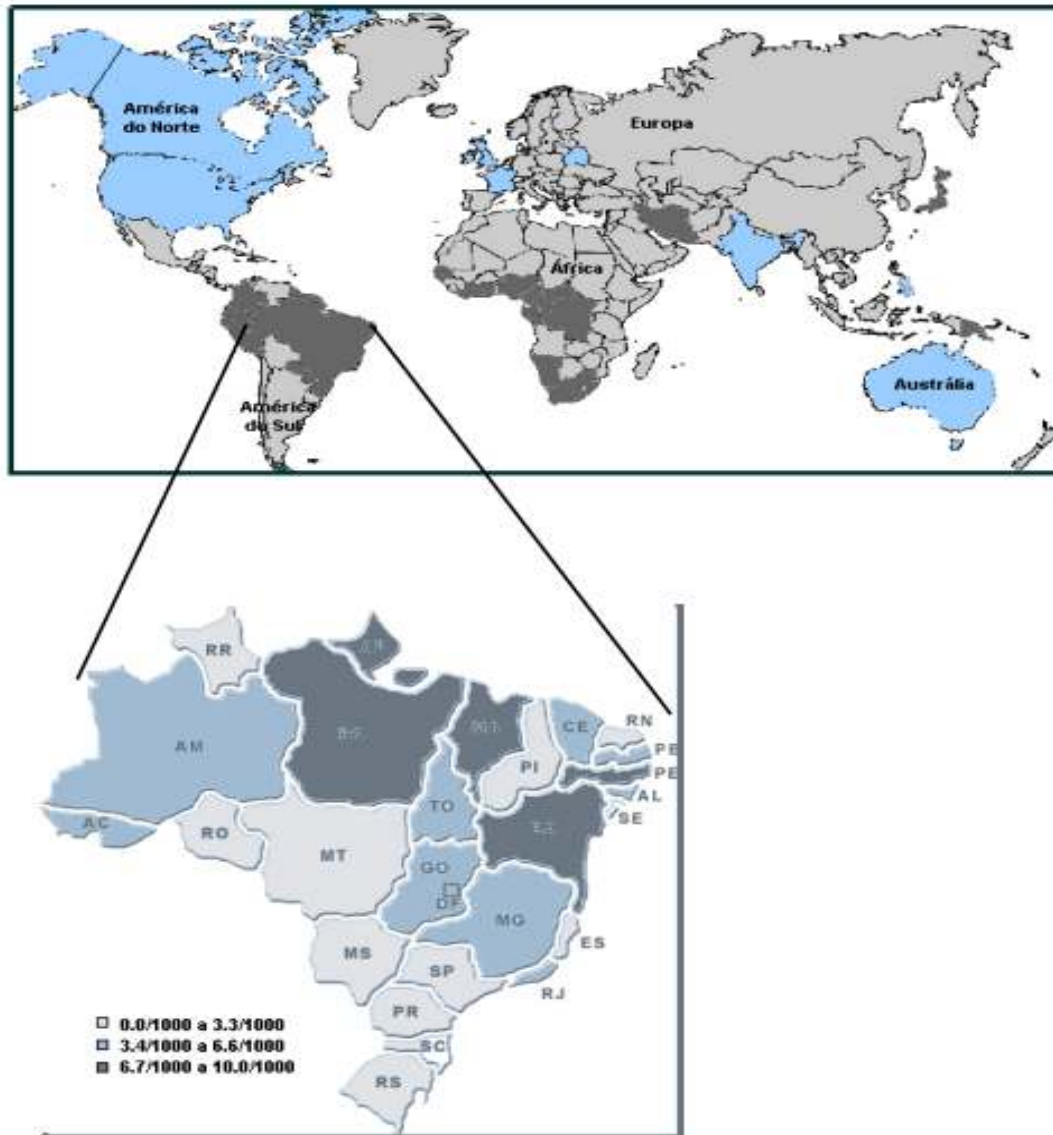 América
do Norte
Europa
África
América
do Sul
Austrália
RR
AM
CE
RN
PB
PI
PE
AL
SE
TO
AC
RO
MT
GO
DF
MG
ES
MS
SP
RJ
PR
SC
RS
0.0/1000 a 3.3/1000
3.4/1000 a 6.6/1000
6.7/1000 a 10.0/1000